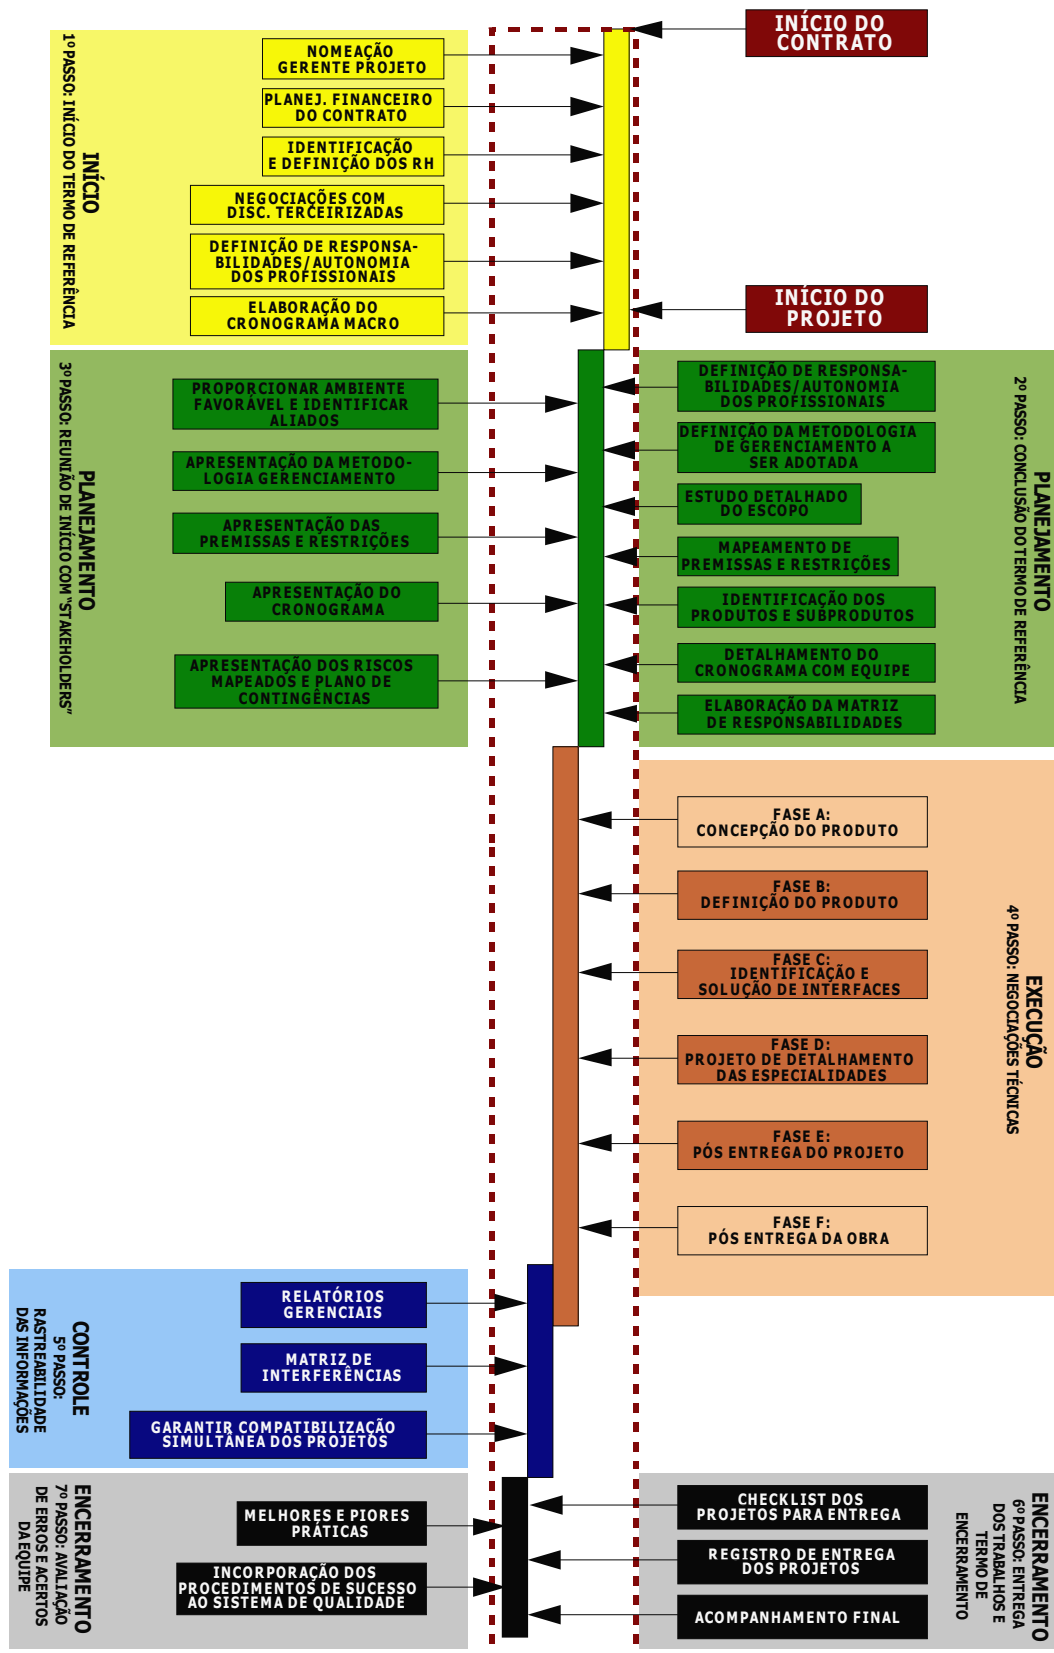 INÍCIO DO
CONTRATO
INÍCIO
1º PASSO: INÍCIO DO TERMO DE REFERÊNCIA
NOMEAÇÃO
GERENTE PROJETO
PLANEJ. FINANCEIRO
DO CONTRATO
IDENTIFICAÇÃO
E DEFINIÇÃO DOS RH
NEGOCIAÇÕES COM
DISC. TERCEIRIZADAS
DEFINIÇÃO DE RESPONSA-
BILIDADES/AUTONOMIA
DOS PROFISSIONAIS
ELABORAÇÃO DO
CRONOGRAMA MACRO
INÍCIO DO
PROJETO
PLANEJAMENTO
2º PASSO: CONCLUSÃO DO TERMO DE REFERÊNCIA
DEFINIÇÃO DE RESPONSA-
BILIDADES/AUTONOMIA
DOS PROFISSIONAIS
DEFINIÇÃO DA METODOLOGIA
DE GERENCIAMENTO A
SER ADOTADA
ESTUDO DETALHADO
DO ESCOPO
MAPEAMENTO DE
PREMISSAS E RESTRIÇÕES
IDENTIFICAÇÃO DOS
PRODUTOS E SUBPRODUTOS
DETALHAMENTO DO
CRONOGRAMA COM EQUIPE
ELABORAÇÃO DA MATRIZ
DE RESPONSABILIDADES
PLANEJAMENTO
3º PASSO: REUNIÃO DE INÍCIO COM "STAKEHOLDERS"
PROPORCIONAR AMBIENTE
FAVORÁVEL E IDENTIFICAR
ALIADOS
APRESENTAÇÃO DA METODO-
LOGIA GERENCIAMENTO
APRESENTAÇÃO DAS
PREMISSAS E RESTRIÇÕES
APRESENTAÇÃO DO
CRONOGRAMA
APRESENTAÇÃO DOS RISCOS
MAPEADOS E PLANO DE
CONTINGÊNCIAS
EXECUÇÃO
4º PASSO: NEGOCIAÇÕES TÉCNICAS
FASE A:
CONCEPÇÃO DO PRODUTO
FASE B:
DEFINIÇÃO DO PRODUTO
FASE C:
IDENTIFICAÇÃO E
SOLUÇÃO DE INTERFACES
FASE D:
PROJETO DE DETALHAMENTO
DAS ESPECIALIDADES
FASE E:
PÓS ENTREGA DO PROJETO
FASE F:
PÓS ENTREGA DA OBRA
CONTROLE
5º PASSO:
RASTREABILIDADE
DAS INFORMAÇÕES
RELATÓRIOS
GERENCIAIS
MATRIZ DE
INTERFERÊNCIAS
GARANTIR COMPATIBILIZAÇÃO
SIMULTÂNEA DOS PROJETOS
ENCERRAMENTO
6º PASSO: ENTREGA
DOS TRABALHOS E
TERMO DE
ENCERRAMENTO
CHECKLIST DOS
PROJETOS PARA ENTREGA
REGISTRO DE ENTREGA
DOS PROJETOS
ACOMPANHAMENTO FINAL
ENCERRAMENTO
7º PASSO: AVALIAÇÃO
DE ERROS E ACERTOS
DA EQUIPE
MELHORES E PIORES
PRÁTICAS
INCORPORAÇÃO DOS
PROCEDIMENTOS DE SUCESSO
AO SISTEMA DE QUALIDADE